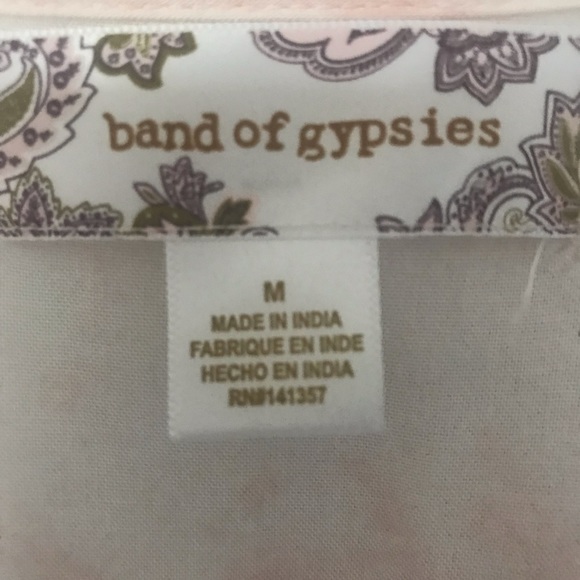 band of gypsies
M
MADE IN INDIA
FABRIQUE EN INDE
HECHO EN INDIA
RN#141357